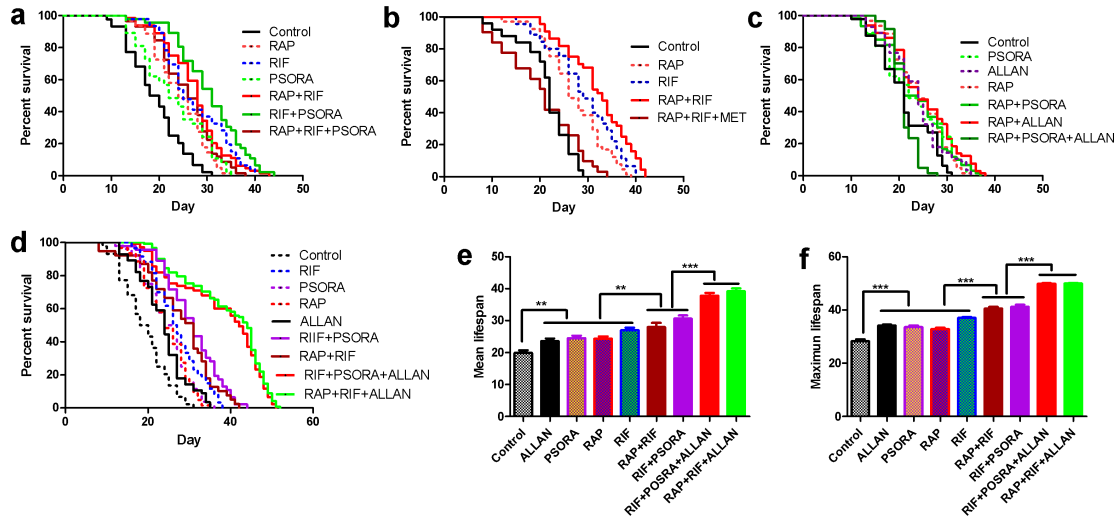 a
Percent survival
100
80
60
40
20
0
0 10 20 30 40 50
Day
Control
RAP
RIF
PSORA
RAP+RIF
RIF+PSORA
RAP+RIF+PSORA
b
Percent survival
100
80
60
40
20
0
0 10 20 30 40 50
Day
Control
RAP
RIF
RAP+RIF
RAP+RIF+MET
c
Percent survival
100
80
60
40
20
0
0 10 20 30 40 50
Day
Control
PSORA
ALLAN
RAP
RAP+PSORA
RAP+ALLAN
RAP+PSORA+ALLAN
d
Percent survival
100
80
60
40
20
0
0 20 40 60
Day
Control
RIF
PSORA
RAP
ALLAN
RIIF+PSORA
RAP+RIF
RIF+PSORA+ALLAN
RAP+RIF+ALLAN
e
Mean lifespan
50
40
30
20
10
**
**
***
Control
ALLAN
PSORA
RAP
RIF
RAP+RIF
RIF+PSORA
RIF+POSRA+ALLAN
RAP+RIF+ALLAN
f
Maximun lifespan
60
40
20
0
***
***
***
Control
ALLAN
PSORA
RAP
RIF
RAP+RIF
RIF+PSORA
RIF+PSOSRA+ALLAN
RAP+RIF+ALLAN